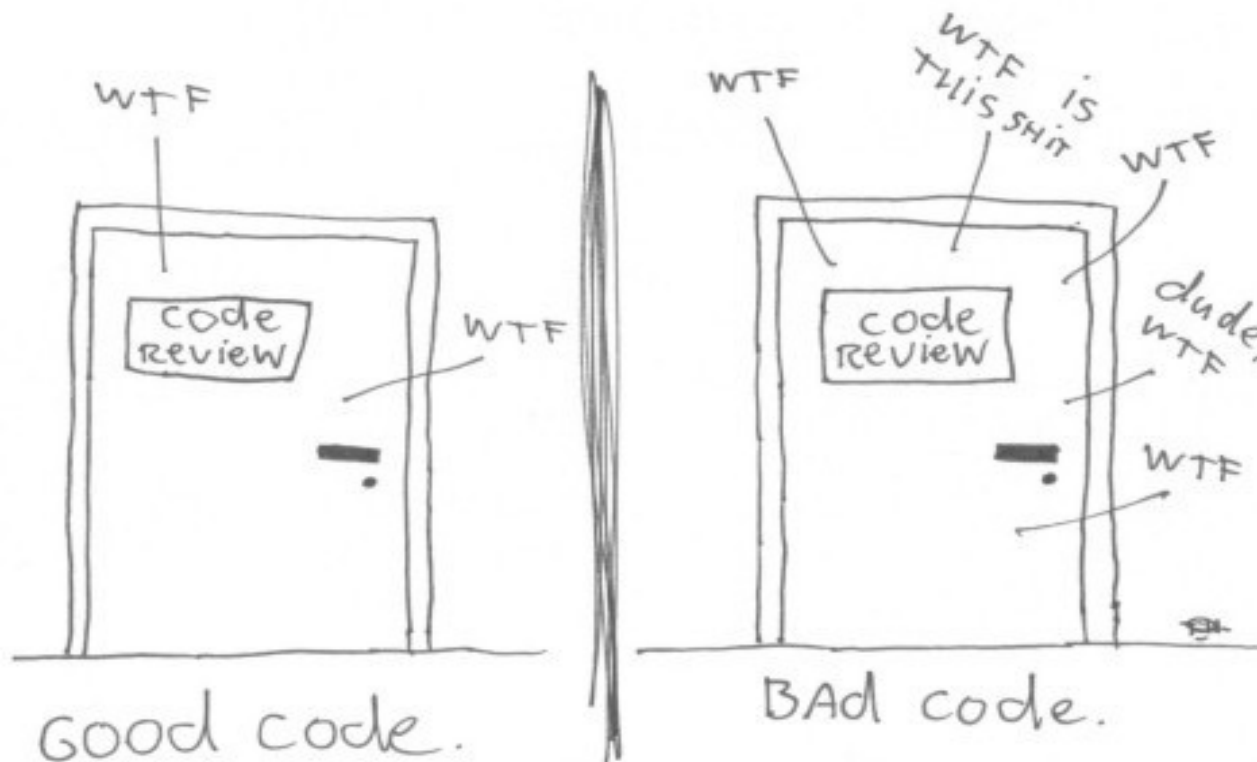 WTF
code
REVIEW
WTF
GOOD CODE.
WTF
WTF is
THIS SHIT
WTF
code
REVIEW
dude,
WTF
WTF
BAD CODE.